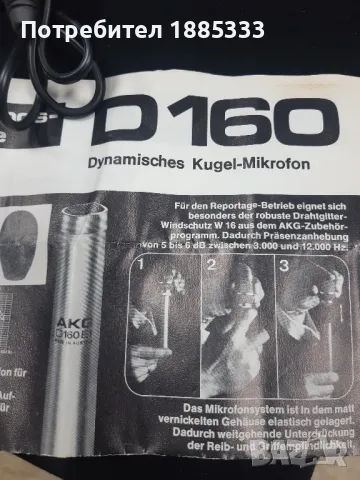 Потребител 1885333
D 160
Dynamisches Kugel-Mikrofon
Für den Reportage-Betrieb eignet sich
besonders der robuste Drahtgitter-
Windschutz W 16 aus dem AKG-Zubehör-
programm. Dadurch Präsenzanhebung
von 5 bis 6 dB zwischen 3.000 und 12.000 Hz.
1 2 3
AKG
D160E
Das Mikrofonsystem ist in dem matt
vernickelten Gehäuse elastisch gelagert.
Dadurch weitgehende Unterdrückung
der Reib- und Griffempfindlichkeit.